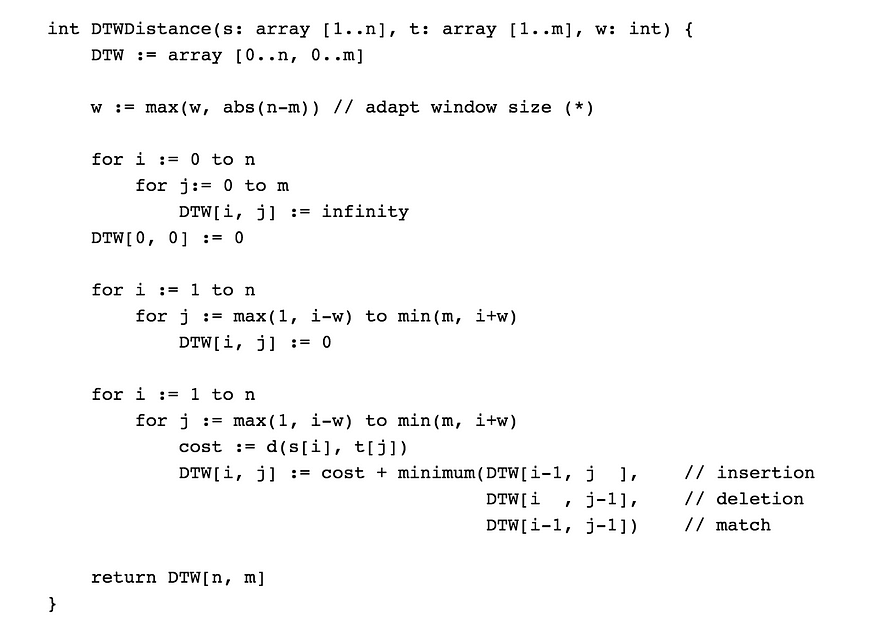 int DTWDistance(s: array [1..n], t: array [1..m], w: int) {
    DTW := array [0..n, 0..m]

    w := max(w, abs(n-m)) // adapt window size (*)

    for i := 0 to n
        for j:= 0 to m
            DTW[i, j] := infinity
    DTW[0, 0] := 0

    for i := 1 to n
        for j := max(1, i-w) to min(m, i+w)
            DTW[i, j] := 0

    for i := 1 to n
        for j := max(1, i-w) to min(m, i+w)
            cost := d(s[i], t[j])
            DTW[i, j] := cost + minimum(DTW[i-1, j  ],    // insertion
                                        DTW[i  , j-1],    // deletion
                                        DTW[i-1, j-1])    // match

    return DTW[n, m]
}